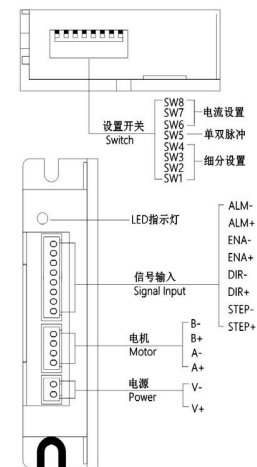 SW8
SW7
SW6
电流设置
SW5
单双脉冲
SW4
SW3
SW2
SW1
细分设置
设置开关
Switch
LED指示灯
信号输入
Signal Input
ALM-
ALM+
ENA-
ENA+
DIR-
DIR+
STEP-
STEP+
电机
Motor
B-
B+
A-
A+
电源
Power
V-
V+